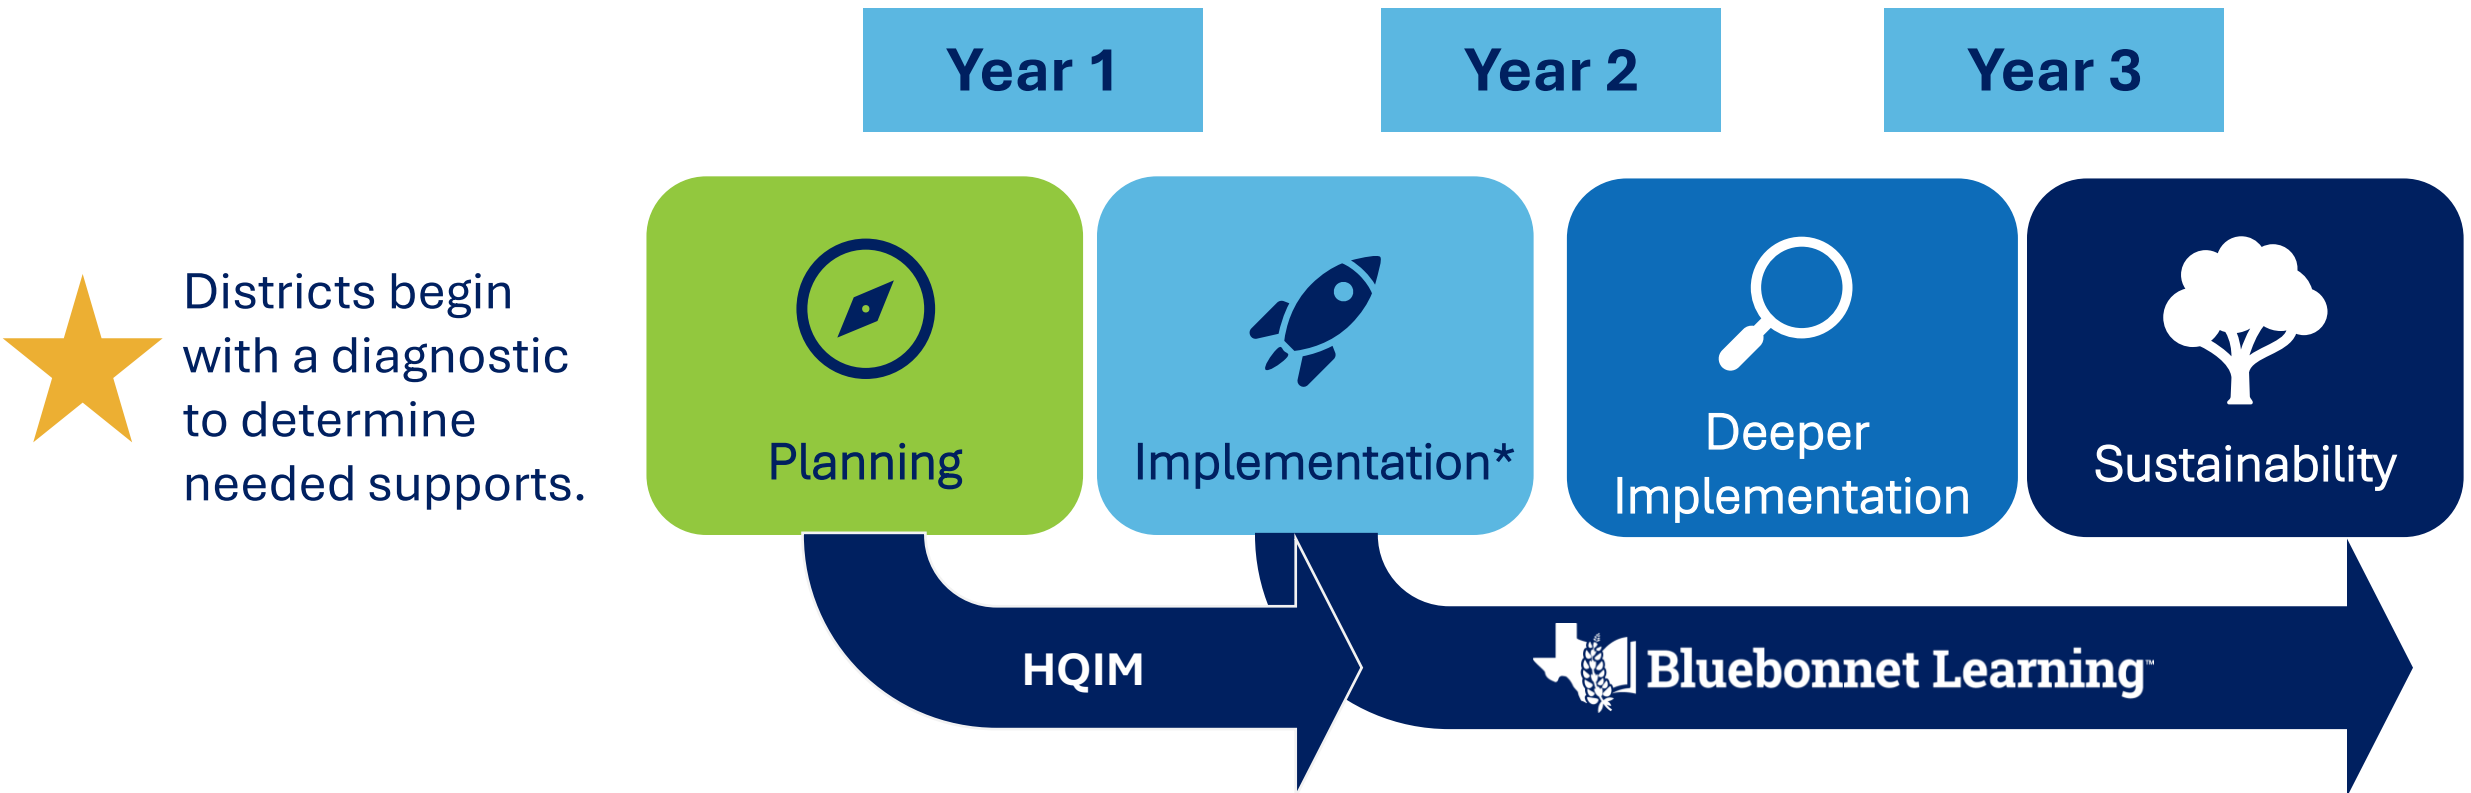 Year 1
Year 2
Year 3
Districts begin
with a diagnostic
to determine
needed supports.
Planning
Implementation*
Deeper
Implementation
Sustainability
HQIM
Bluebonnet Learning™